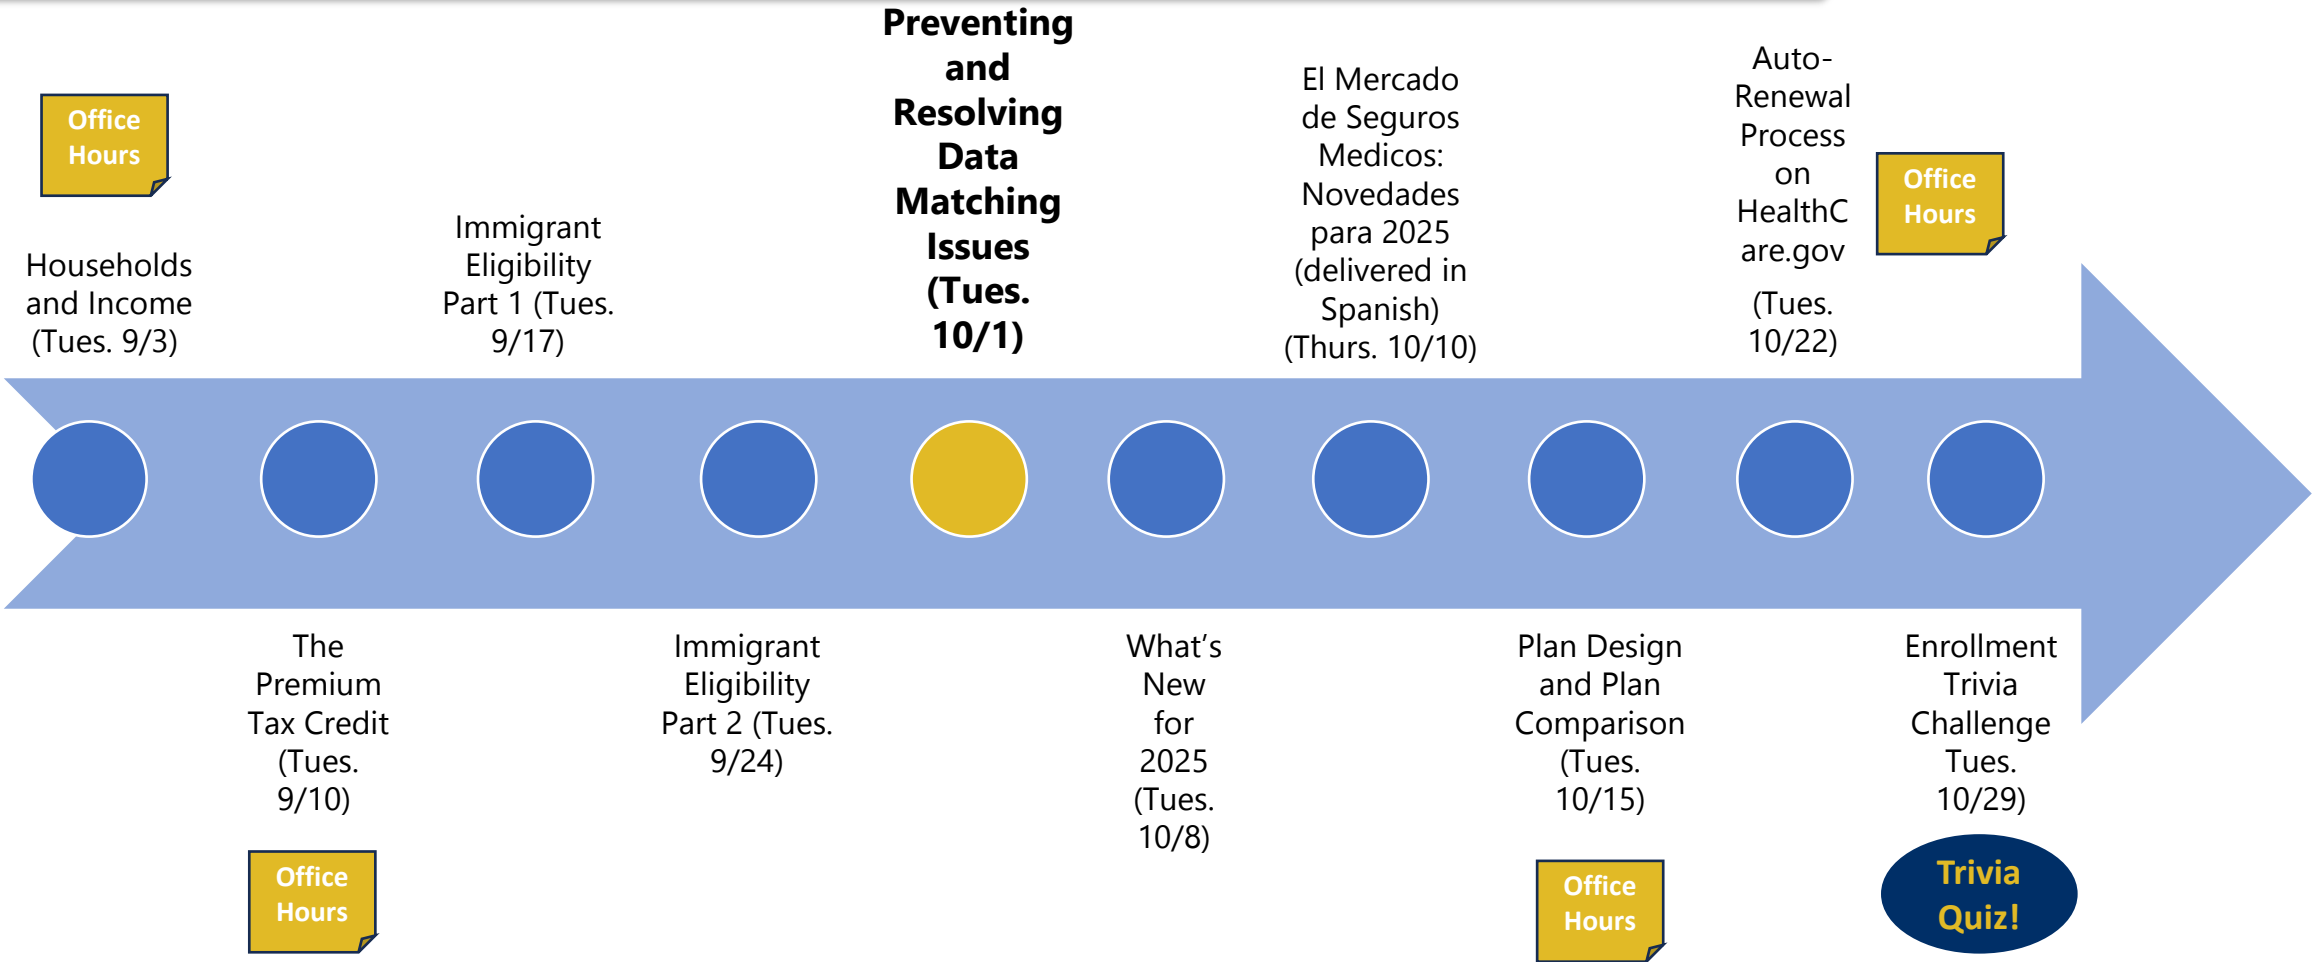 Office
Hours
Households
and Income
(Tues. 9/3)
The
Premium
Tax Credit
(Tues.
9/10)
Office
Hours
Immigrant
Eligibility
Part 1 (Tues.
9/17)
Immigrant
Eligibility
Part 2 (Tues.
9/24)
Preventing
and
Resolving
Data
Matching
Issues
(Tues.
10/1)
What’s
New
for
2025
(Tues.
10/8)
El Mercado
de Seguros
Medicos:
Novedades
para 2025
(delivered in
Spanish)
(Thurs. 10/10)
Plan Design
and Plan
Comparison
(Tues.
10/15)
Office
Hours
Auto-
Renewal
Process
on
HealthC
are.gov
(Tues.
10/22)
Office
Hours
Enrollment
Trivia
Challenge
Tues.
10/29)
Trivia
Quiz!